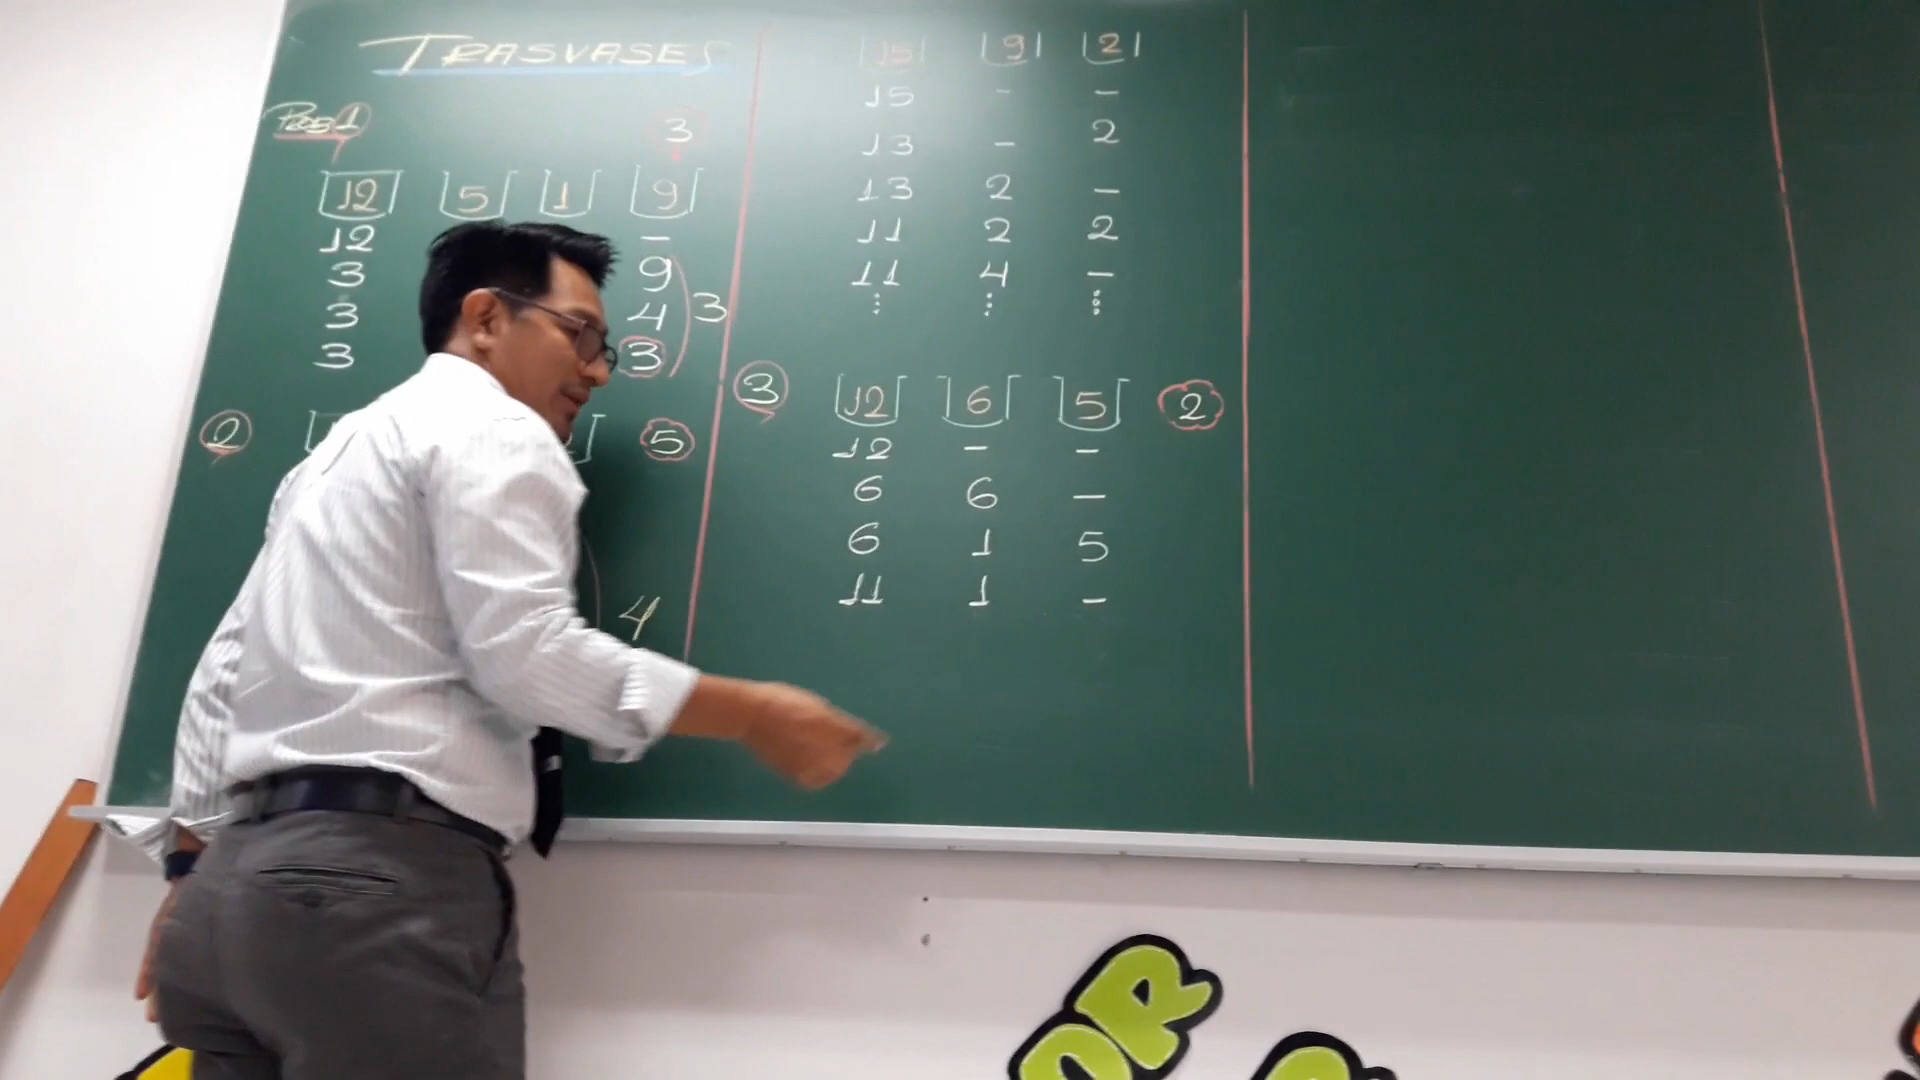 TRASVASES
PROB 1
3
12 5 1 9
12 -
3 9
3 4 3
3 3
2 5
4
15 9 2
15 - -
13 - 2
13 2 -
11 2 2
11 4 -
⋮ ⋮ ⋮
3 12 6 5 2
12 - -
6 6 -
6 1 5
11 1 -
OR